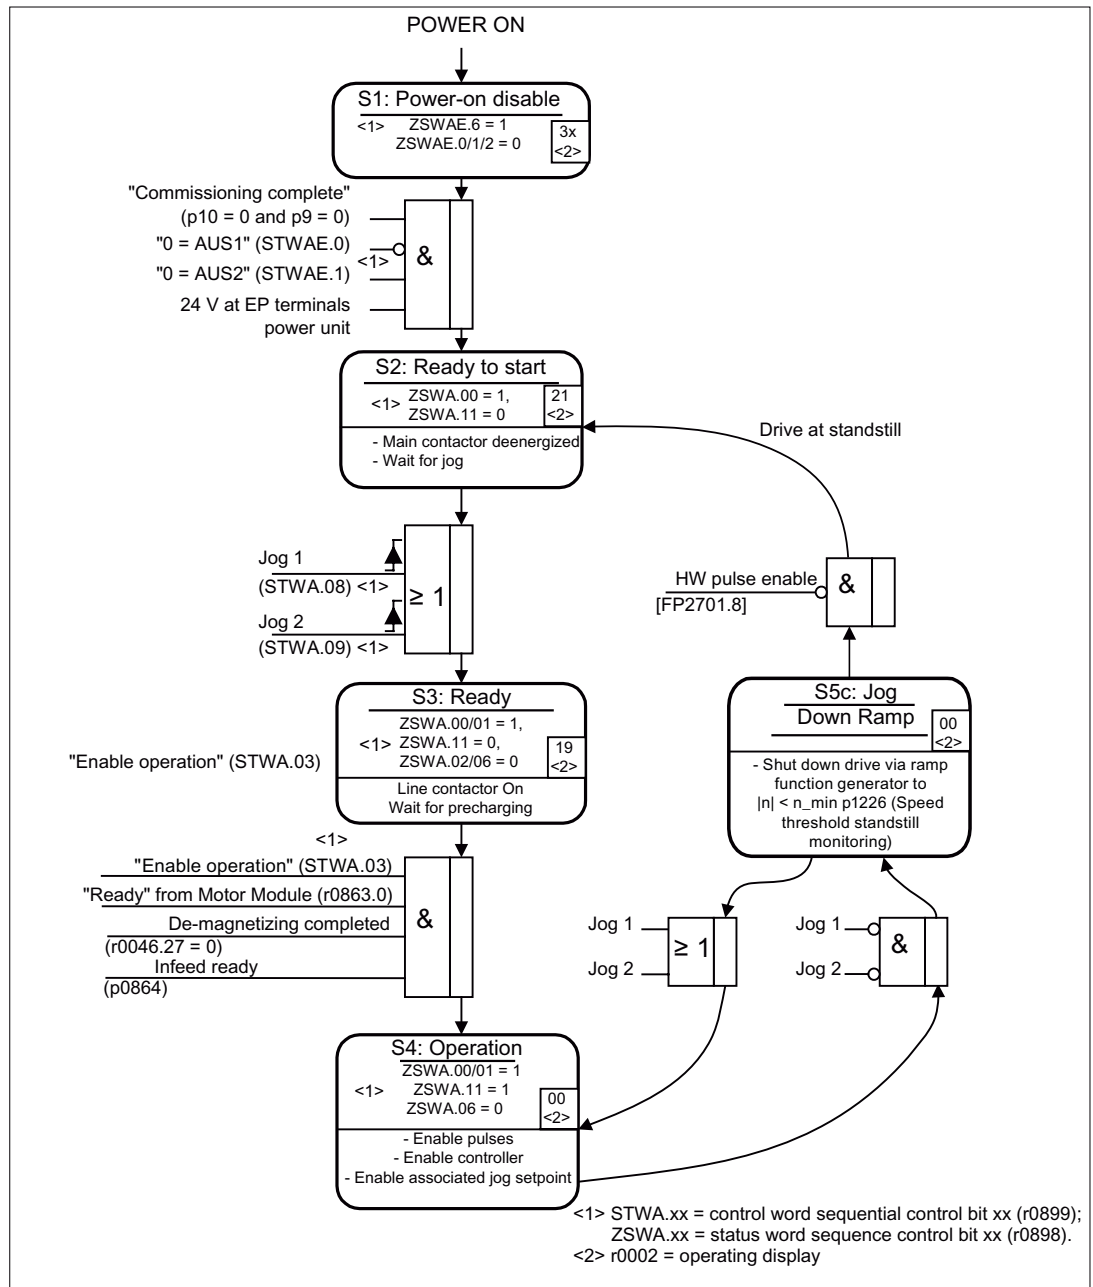 POWER ON
S1: Power-on disable
<1> ZSWAE.6 = 1
ZSWAE.0/1/2 = 0
3x
<2>
"Commissioning complete"
(p10 = 0 and p9 = 0)
"0 = AUS1" (STWAE.0)
<1>
"0 = AUS2" (STWAE.1)
24 V at EP terminals
power unit
&
S2: Ready to start
<1> ZSWA.00 = 1,
ZSWA.11 = 0
21
<2>
- Main contactor deenergized
- Wait for jog
Drive at standstill
Jog 1
(STWA.08) <1>
Jog 2
(STWA.09) <1>
≥ 1
HW pulse enable
[FP2701.8]
&
S3: Ready
ZSWA.00/01 = 1,
<1> ZSWA.11 = 0,
ZSWA.02/06 = 0
19
<2>
Line contactor On
Wait for precharging
"Enable operation" (STWA.03)
S5c: Jog
Down Ramp
00
<2>
- Shut down drive via ramp
function generator to
|n| < n_min p1226 (Speed
threshold standstill
monitoring)
<1>
"Enable operation" (STWA.03)
"Ready" from Motor Module (r0863.0)
De-magnetizing completed
(r0046.27 = 0)
Infeed ready
(p0864)
&
Jog 1
Jog 2
≥ 1
Jog 1
Jog 2
&
S4: Operation
ZSWA.00/01 = 1
<1> ZSWA.11 = 1
ZSWA.06 = 0
00
<2>
- Enable pulses
- Enable controller
- Enable associated jog setpoint
<1> STWA.xx = control word sequential control bit xx (r0899);
ZSWA.xx = status word sequence control bit xx (r0898).
<2> r0002 = operating display